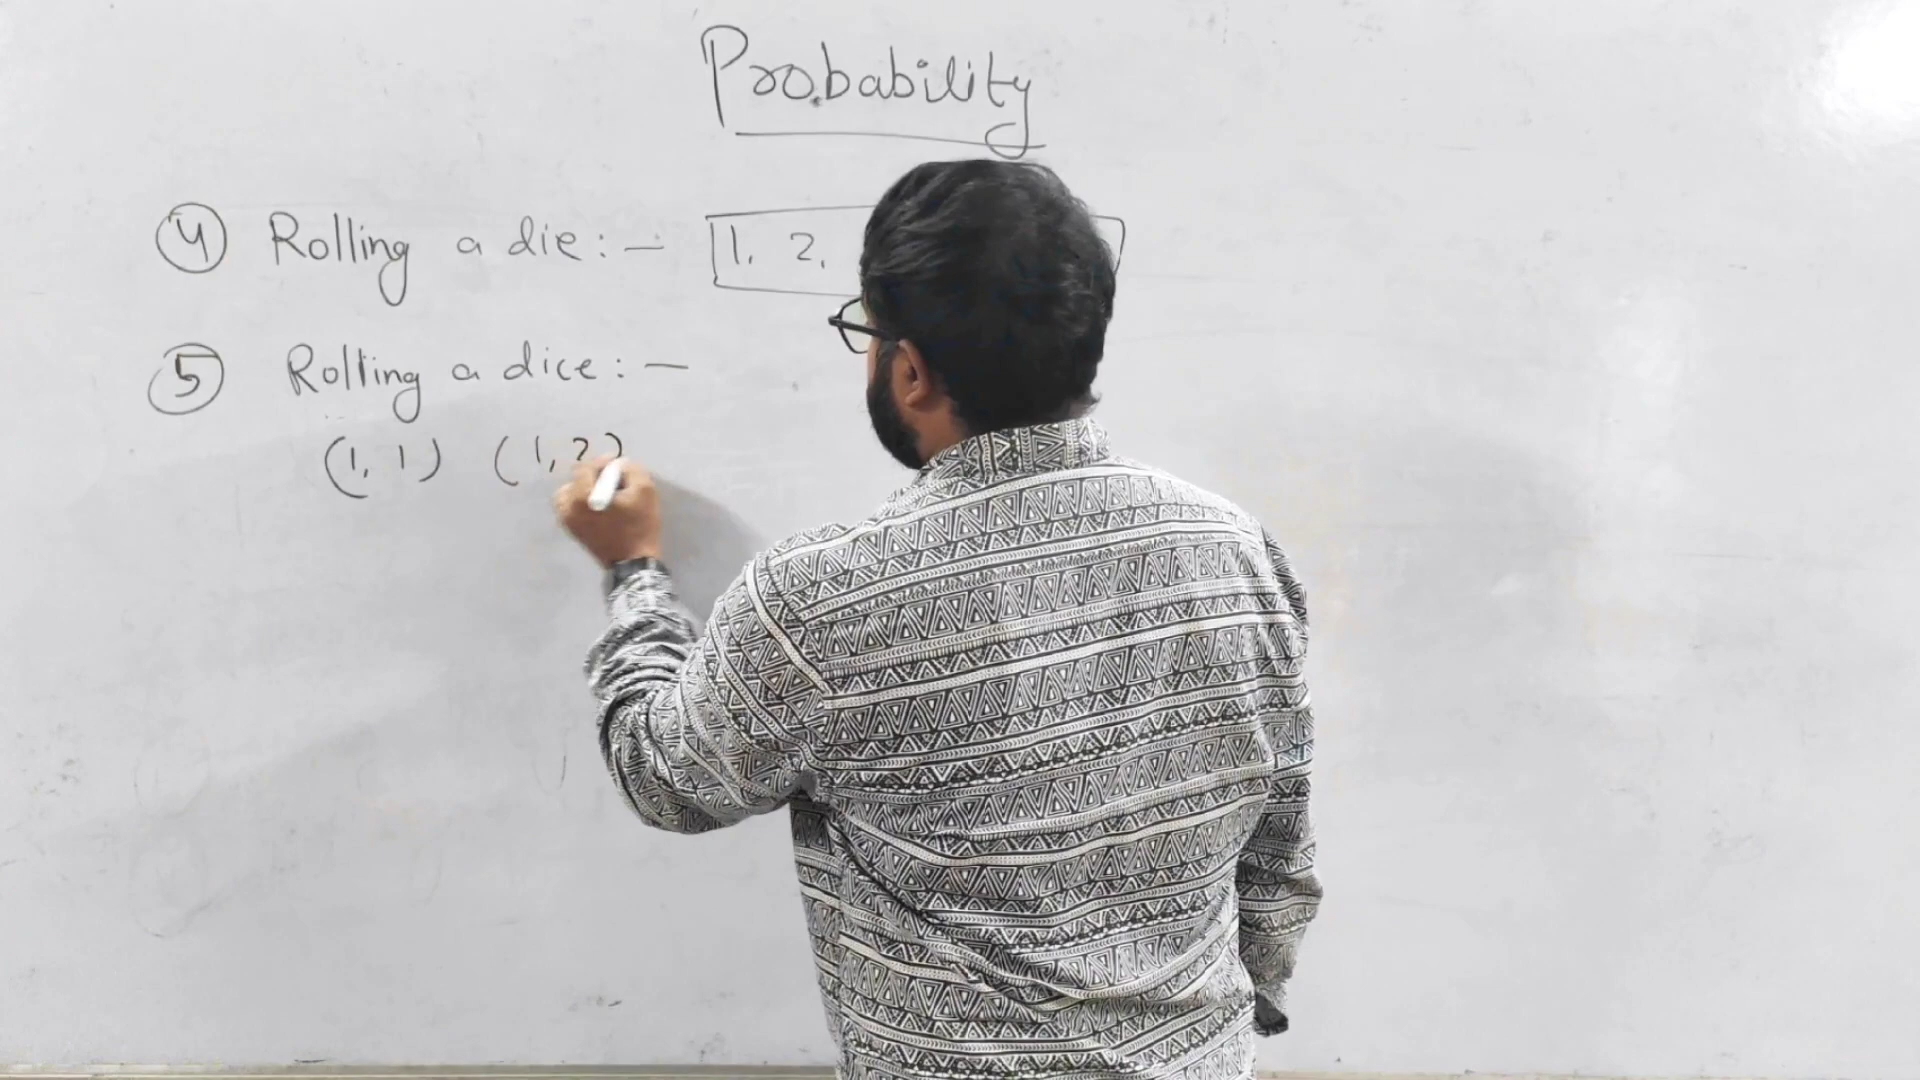 Probability
4 Rolling a die:— 1, 2,
5 Rolling a dice:—
(1, 1) (1, 2)